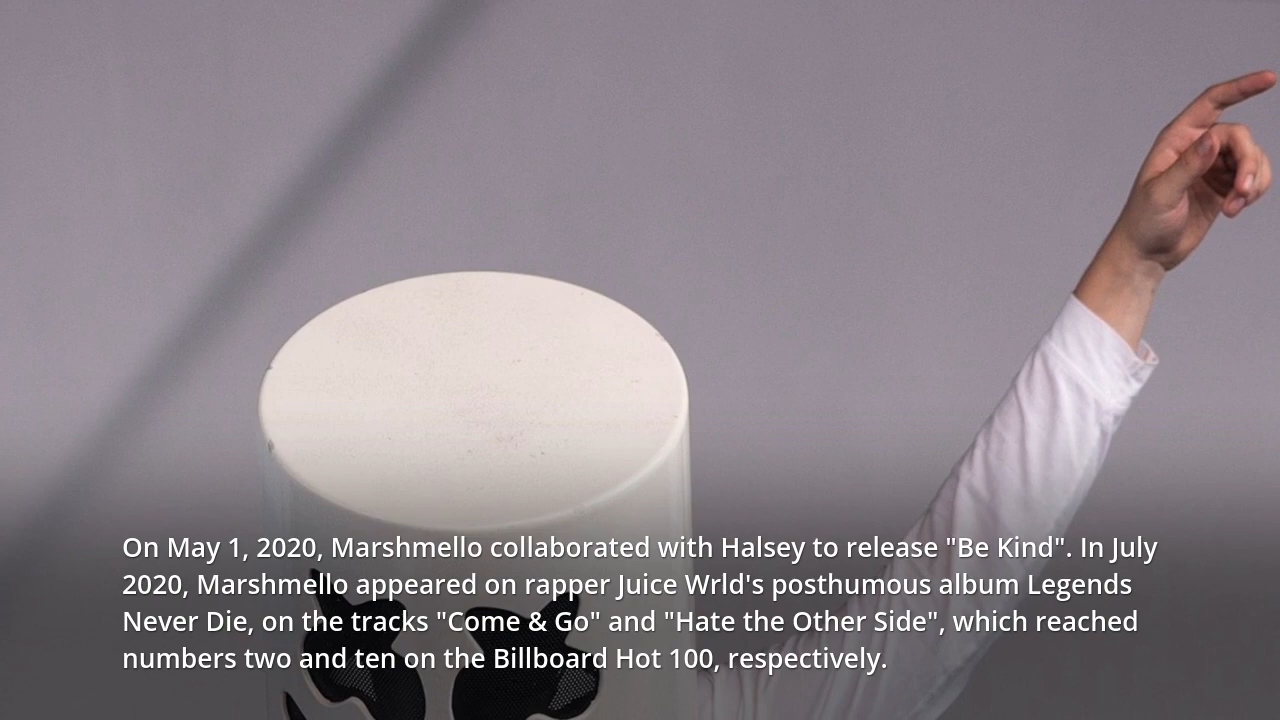 On May 1, 2020, Marshmello collaborated with Halsey to release "Be Kind". In July
2020, Marshmello appeared on rapper Juice Wrld's posthumous album Legends
Never Die, on the tracks "Come & Go" and "Hate the Other Side", which reached
numbers two and ten on the Billboard Hot 100, respectively.